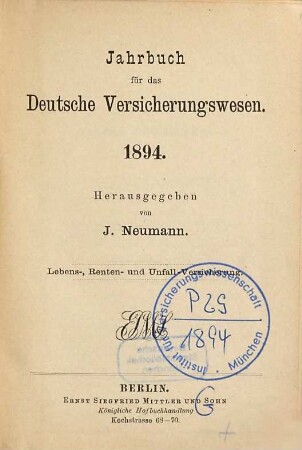 Jahrbuch
für das
Deutsche Versicherungswesen.
1894.
Herausgegeben
von
J. Neumann.
Lebens-, Renten- und Unfall-Versicherung.
Institut für Versicherungswissenschaft München
P25
1894
BERLIN.
ERNST SIEGFRIED MITTLER UND SOHN
Königliche Hofbuchhandlung
Kochstrasse 68—70.
G